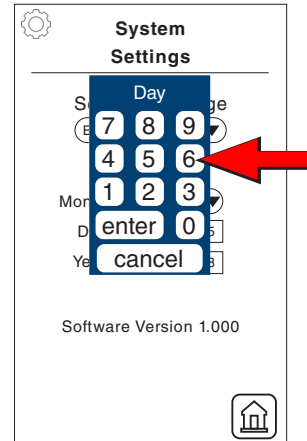 System
Settings
Day
7 8 9
4 5 6
1 2 3
enter 0
cancel
Software Version 1.000